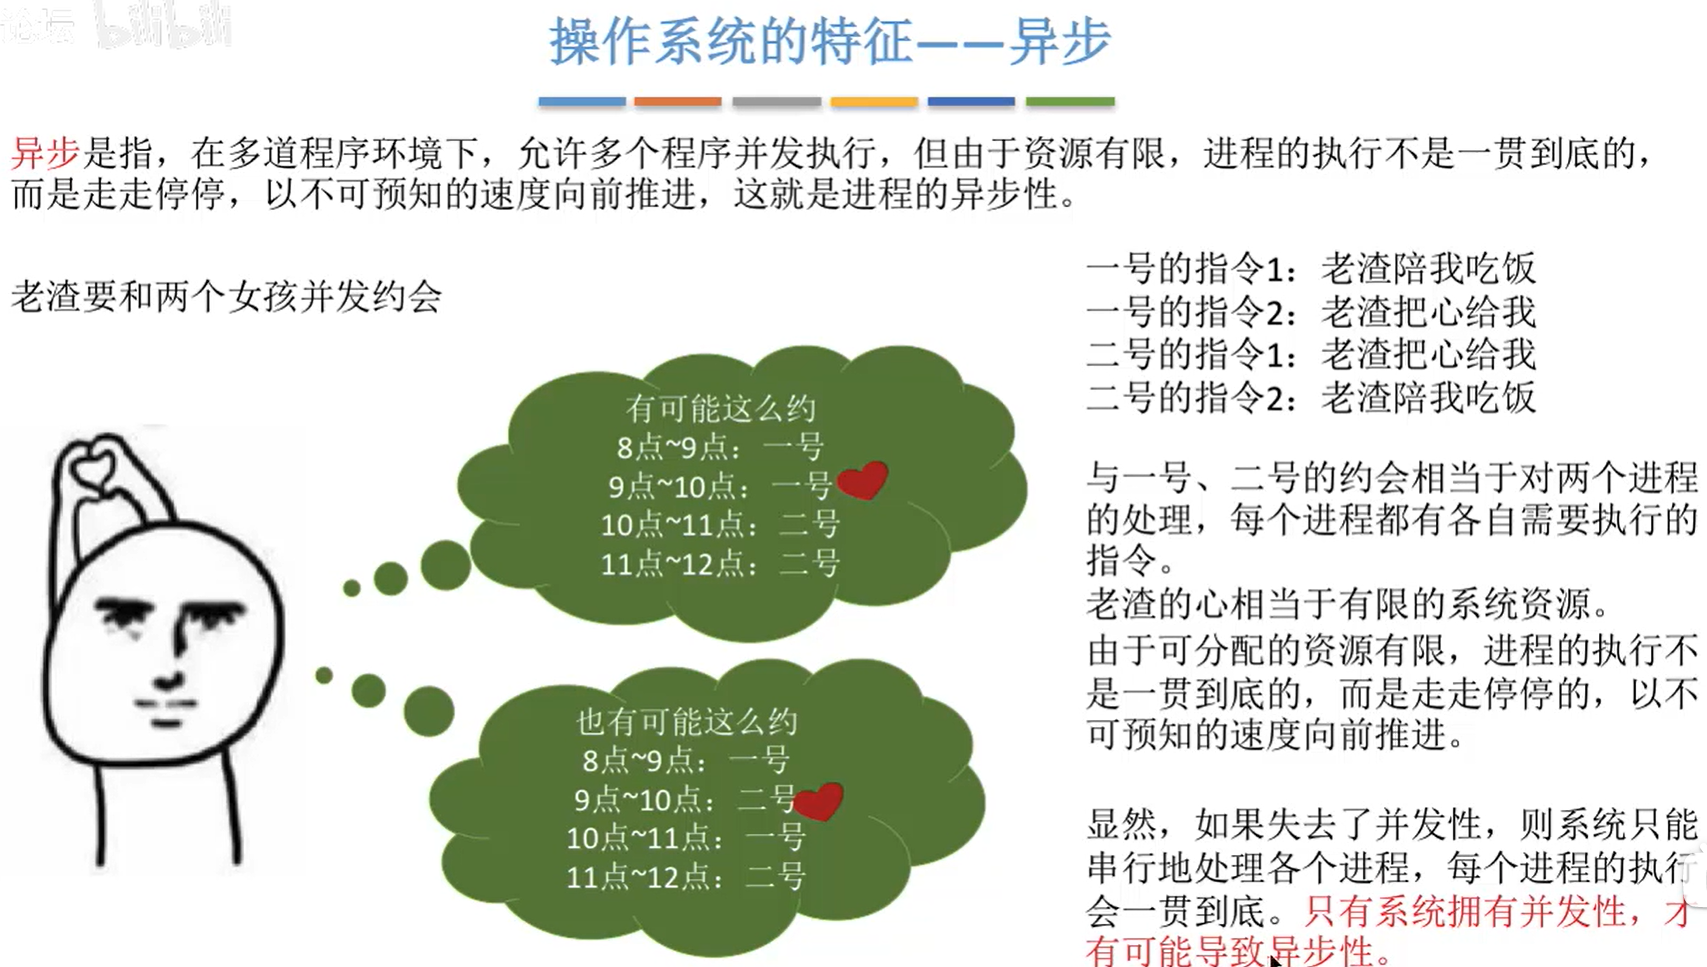 论坛 bilibili
操作系统的特征——异步
异步是指，在多道程序环境下，允许多个程序并发执行，但由于资源有限，进程的执行不是一贯到底的，
而是走走停停，以不可预知的速度向前推进，这就是进程的异步性。
老渣要和两个女孩并发约会
有可能这么约
8点~9点：一号
9点~10点：一号
10点~11点：二号
11点~12点：二号
也有可能这么约
8点~9点：一号
9点~10点：二号
10点~11点：一号
11点~12点：二号
一号的指令1：老渣陪我吃饭
一号的指令2：老渣把心给我
二号的指令1：老渣把心给我
二号的指令2：老渣陪我吃饭
与一号、二号的约会相当于对两个进程
的处理，每个进程都有各自需要执行的
指令。
老渣的心相当于有限的系统资源。
由于可分配的资源有限，进程的执行不
是一贯到底的，而是走走停停的，以不
可预知的速度向前推进。
显然，如果失去了并发性，则系统只能
串行地处理各个进程，每个进程的执行
会一贯到底。只有系统拥有并发性，才
有可能导致异步性。